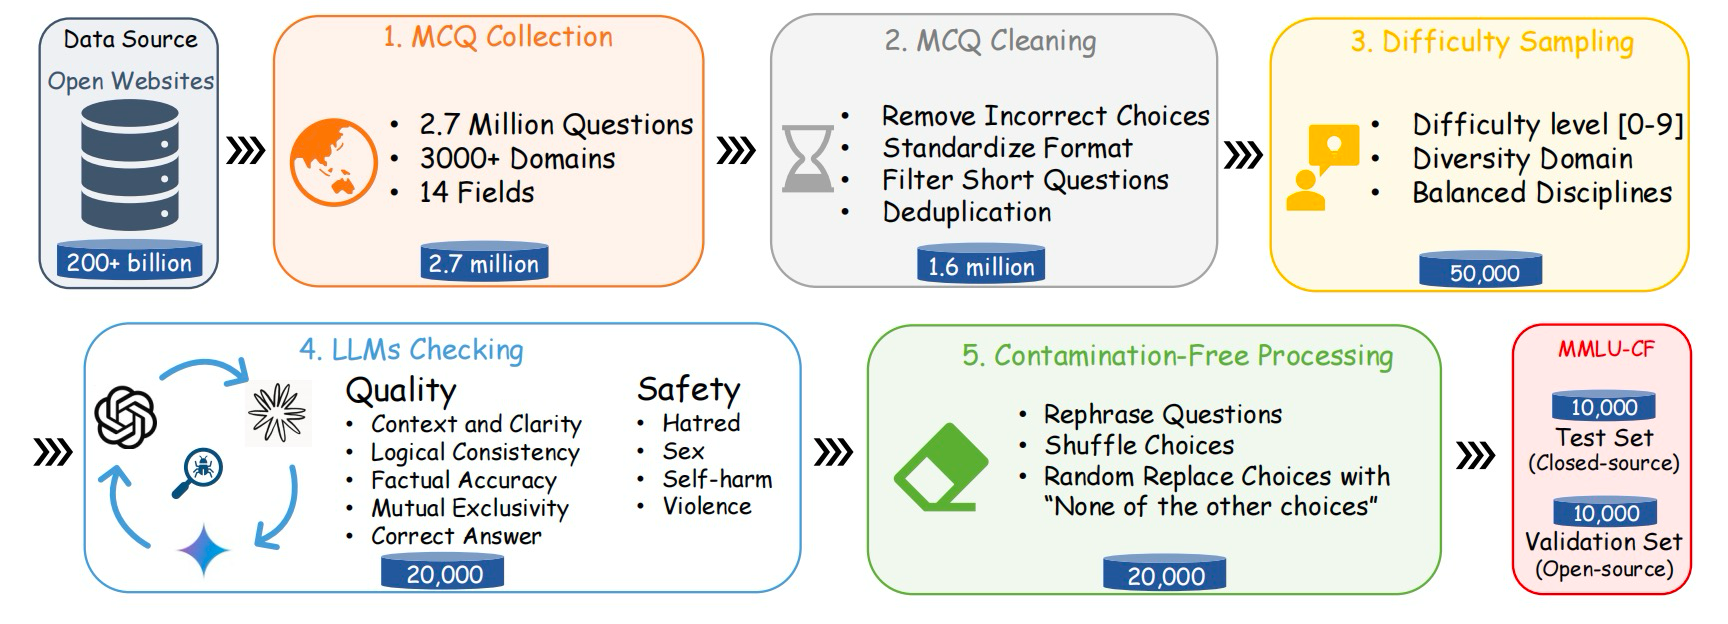 Data Source
Open Websites
200+ billion
1. MCQ Collection
• 2.7 Million Questions
• 3000+ Domains
• 14 Fields
2.7 million
2. MCQ Cleaning
• Remove Incorrect Choices
• Standardize Format
• Filter Short Questions
• Deduplication
1.6 million
3. Difficulty Sampling
• Difficulty level [0-9]
• Diversity Domain
• Balanced Disciplines
50,000
4. LLMs Checking
Quality
• Context and Clarity
• Logical Consistency
• Factual Accuracy
• Mutual Exclusivity
• Correct Answer
Safety
• Hatred
• Sex
• Self-harm
• Violence
20,000
5. Contamination-Free Processing
• Rephrase Questions
• Shuffle Choices
• Random Replace Choices with
“None of the other choices”
20,000
MMLU-CF
10,000
Test Set
(Closed-source)
10,000
Validation Set
(Open-source)